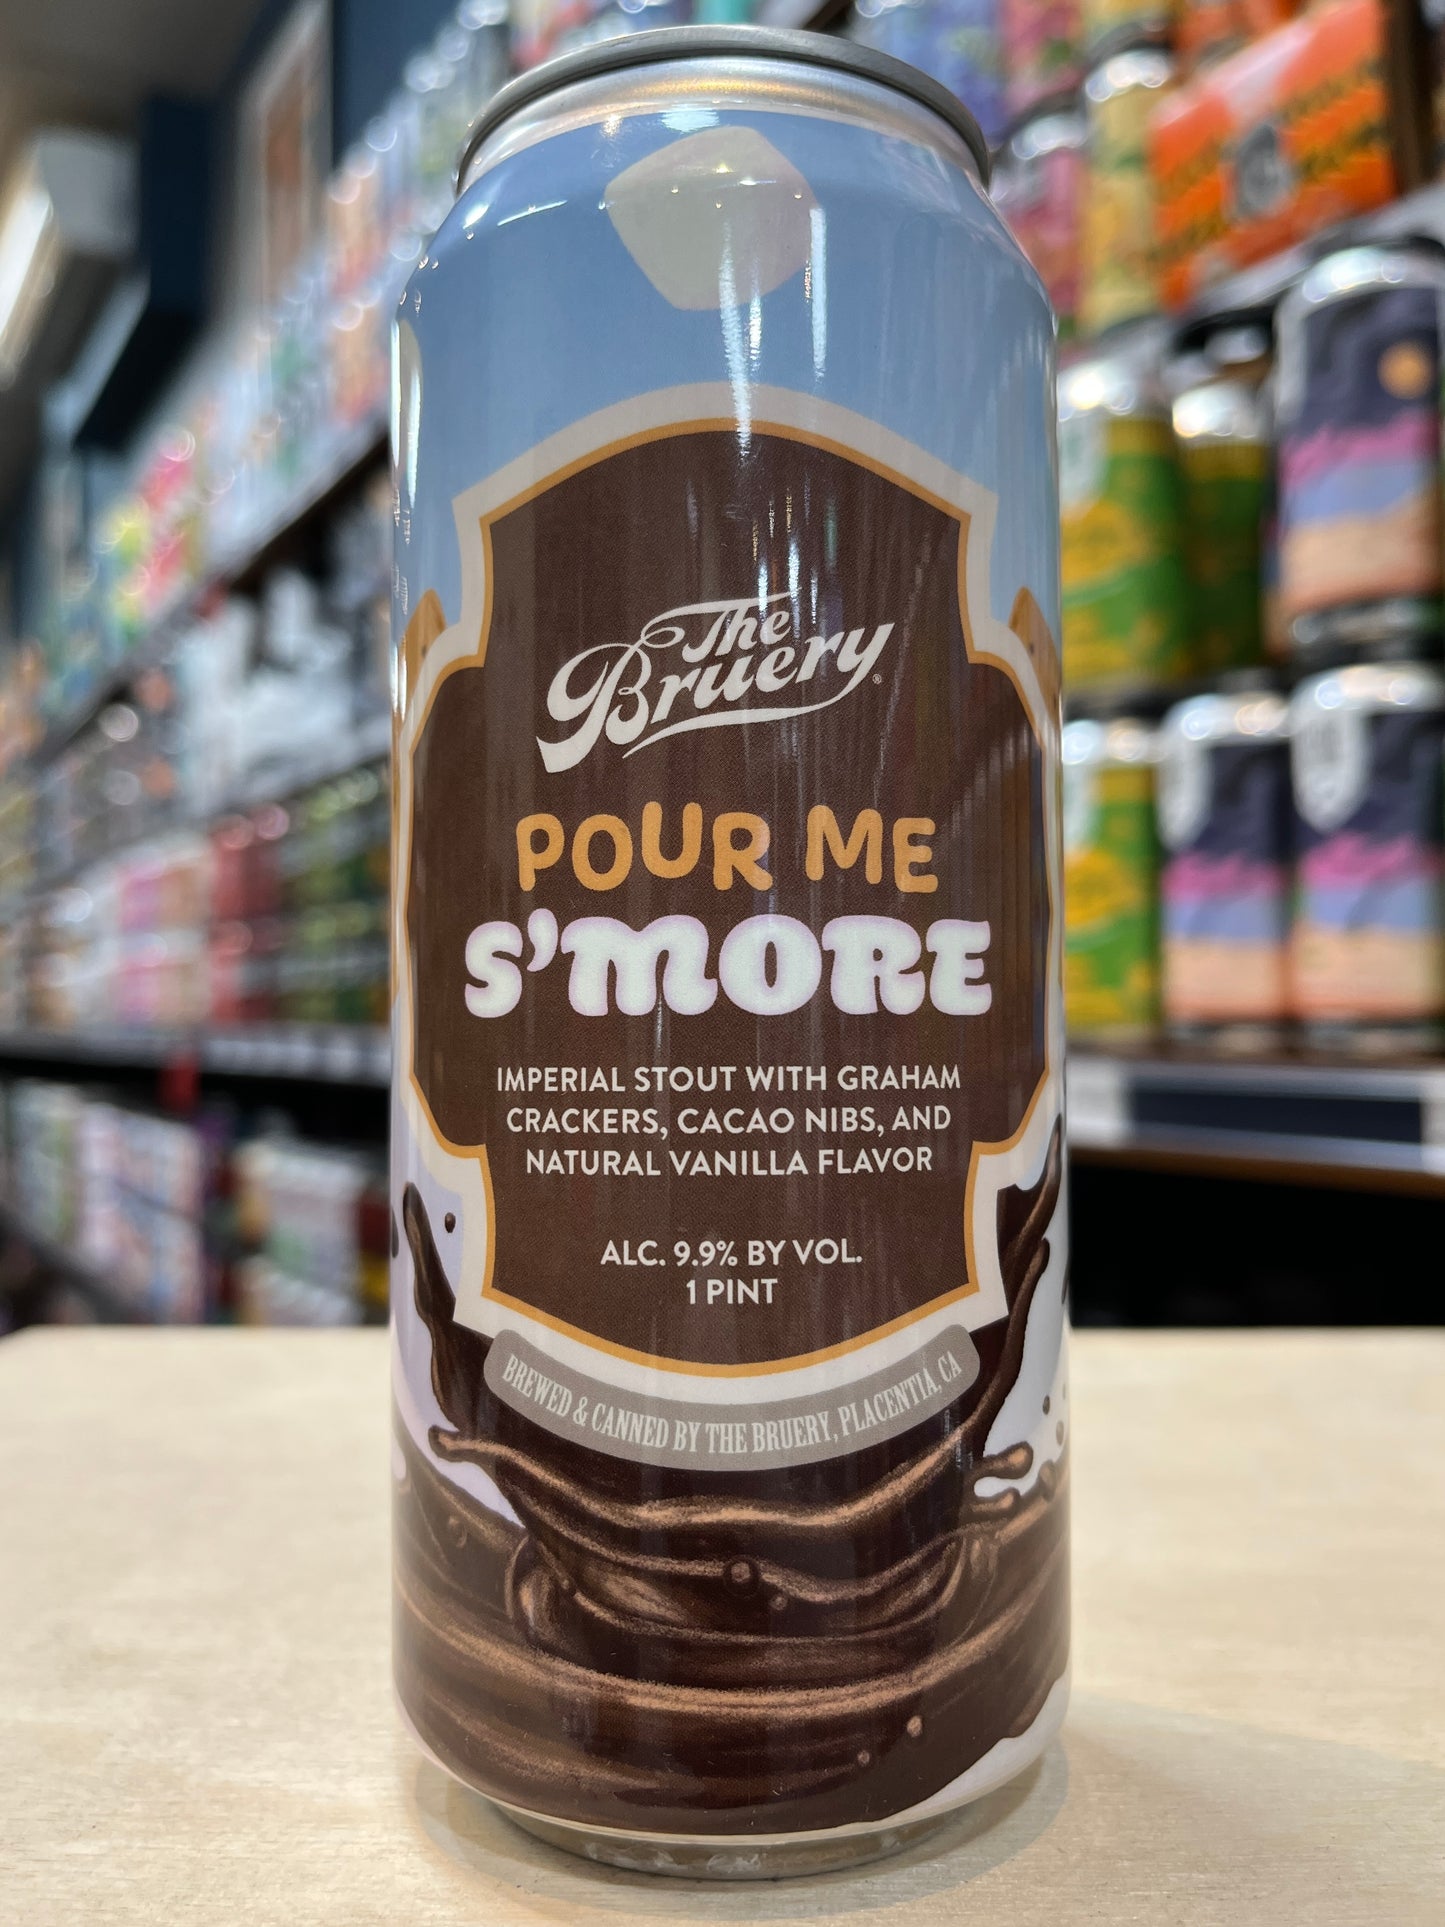 The
Bruery®
POUR ME
S'MORE
IMPERIAL STOUT WITH GRAHAM
CRACKERS, CACAO NIBS, AND
NATURAL VANILLA FLAVOR
ALC. 9.9% BY VOL.
1 PINT
BREWED & CANNED BY THE BRUERY, PLACENTIA, CA